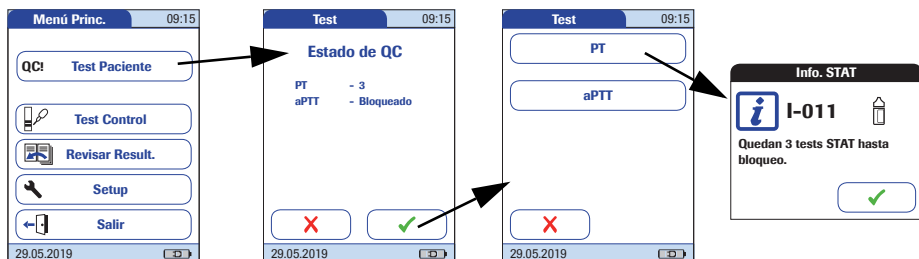 Menú Princ. 09:15
QC! Test Paciente
Test Control
Revisar Result.
Setup
Salir
29.05.2019
Test 09:15
Estado de QC
PT - 3
aPTT - Bloqueado
29.05.2019
Test 09:15
PT
aPTT
29.05.2019
Info. STAT
i I-011
Quedan 3 tests STAT hasta
bloqueo.